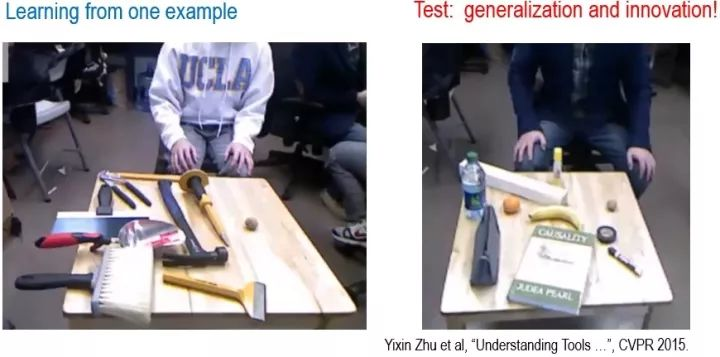 Learning from one example
Test: generalization and innovation!
UCLA
CAUSALITY
JUDEA PEARL
Yixin Zhu et al, “Understanding Tools ...”, CVPR 2015.